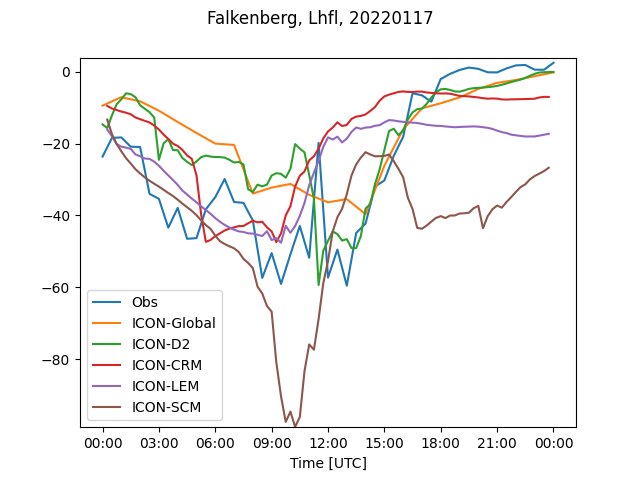 Falkenberg, Lhfl, 20220117
0
−20
−40
−60
−80
Obs
ICON-Global
ICON-D2
ICON-CRM
ICON-LEM
ICON-SCM
00:00 03:00 06:00 09:00 12:00 15:00 18:00 21:00 00:00
Time [UTC]